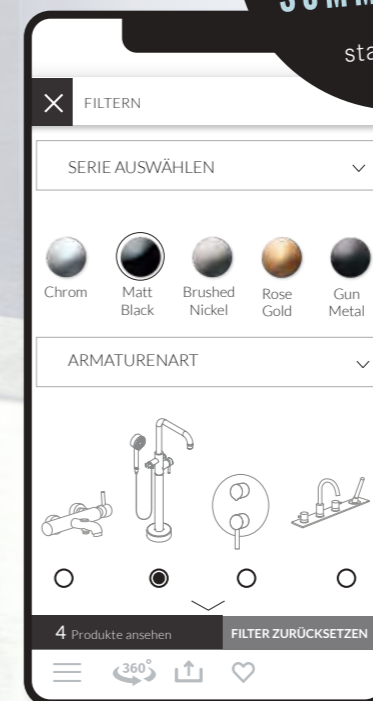 FILTERN
SERIE AUSWÄHLEN
Chrom
Matt
Black
Brushed
Nickel
Rose
Gold
Gun
Metal
ARMATURENART
4 Produkte ansehen
FILTER ZURÜCKSETZEN
360°